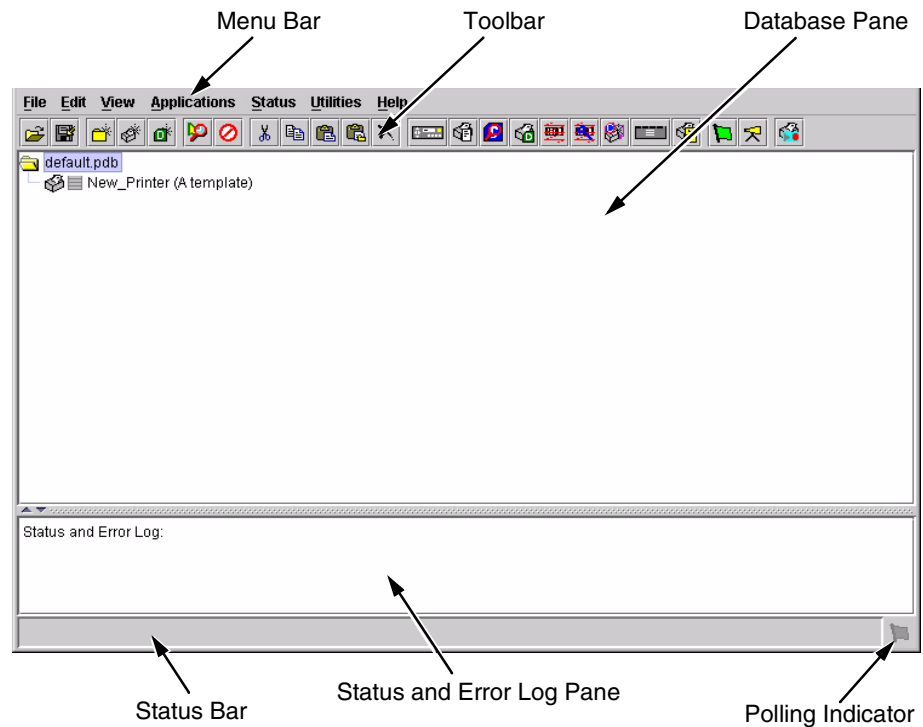 Menu Bar Toolbar Database Pane
File Edit View Applications Status Utilities Help
default.pdb
New_Printer (A template)
Status and Error Log:
Status Bar Status and Error Log Pane Polling Indicator